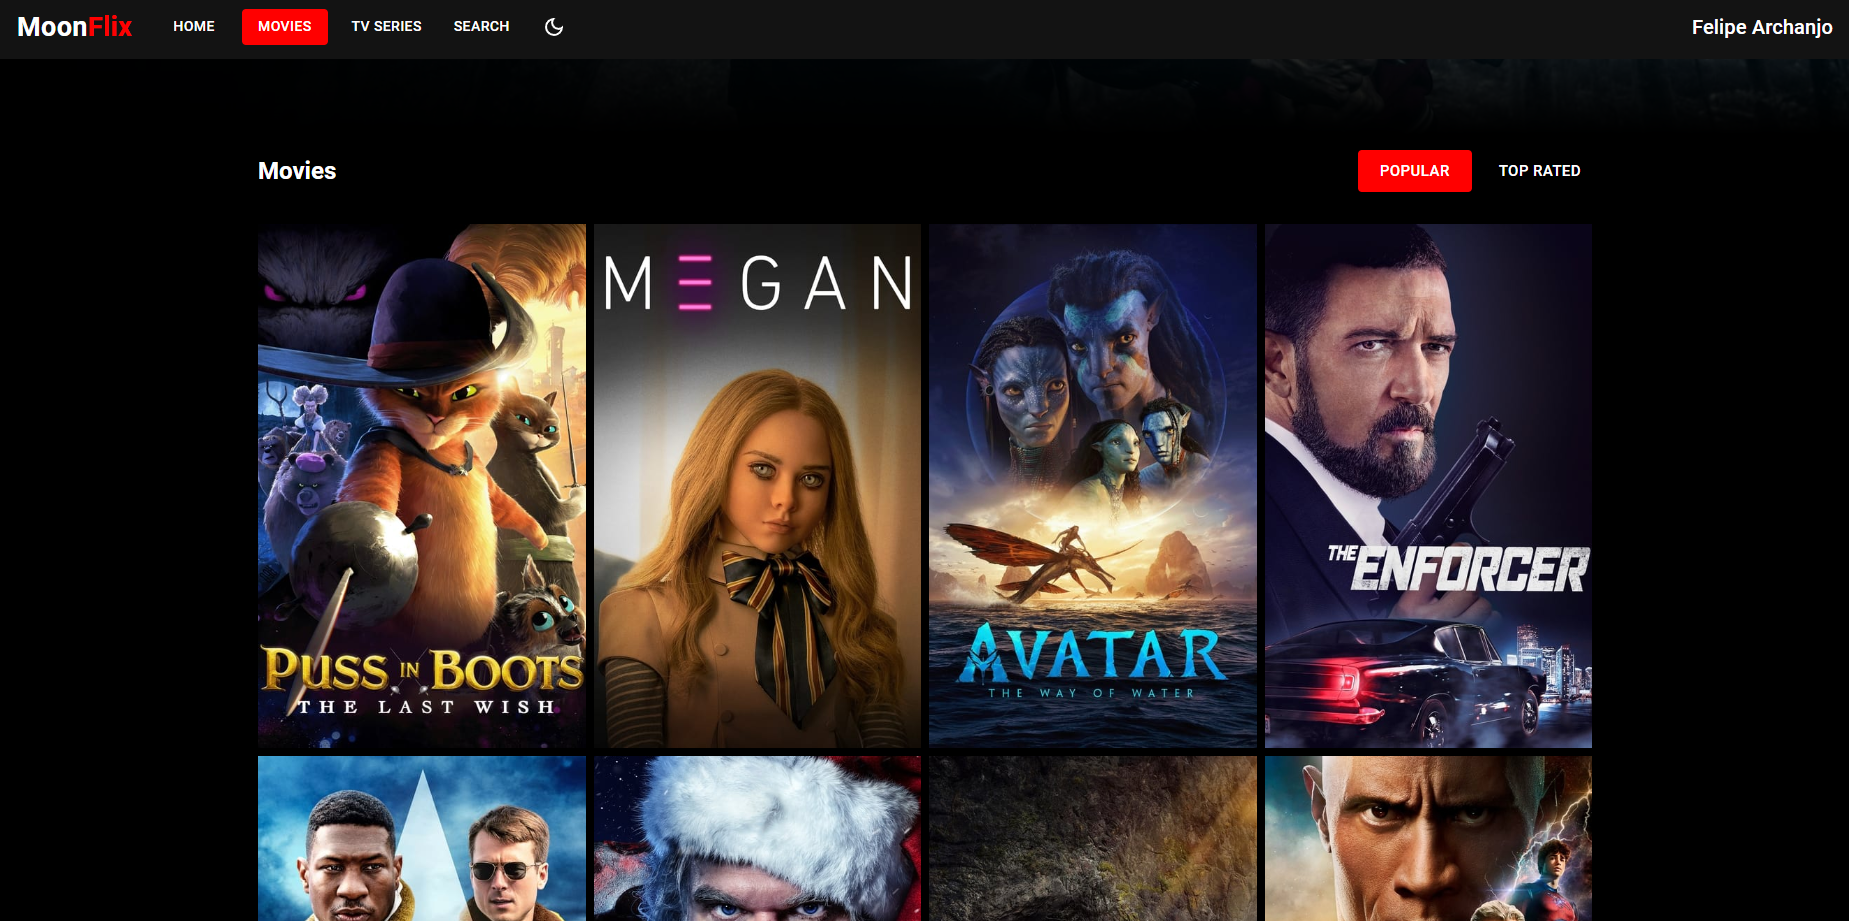 MoonFlix HOME MOVIES TV SERIES SEARCH Felipe Archanjo
Movies POPULAR TOP RATED
PUSS IN BOOTS
THE LAST WISH
M Ξ GAN
AVATAR
THE WAY OF WATER
THE ENFORCER